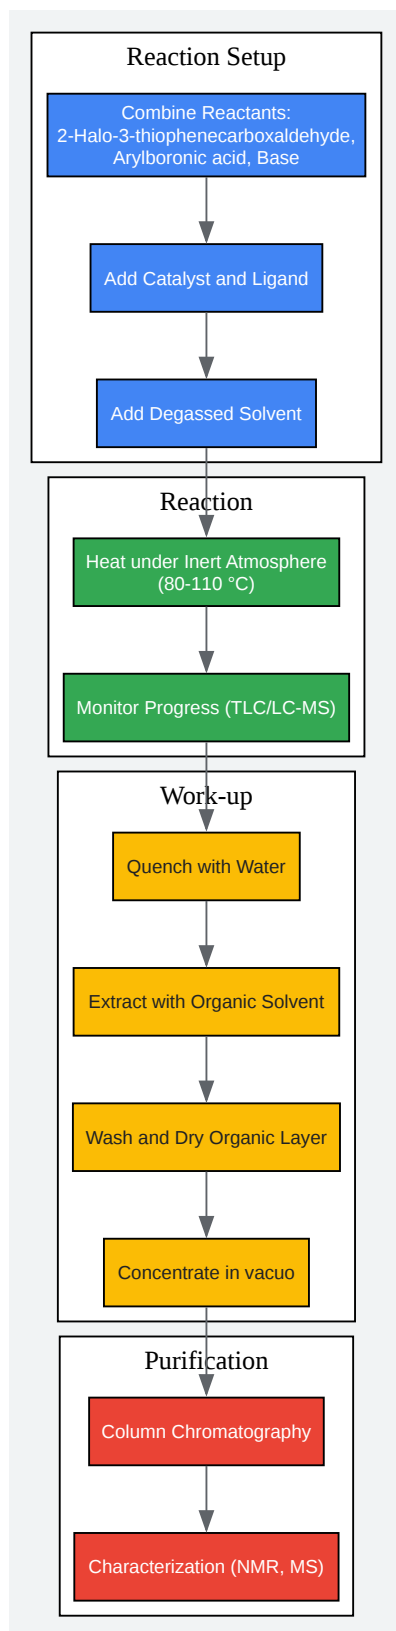 Reaction Setup
Combine Reactants:
2-Halo-3-thiophenecarboxaldehyde,
Arylboronic acid, Base
Add Catalyst and Ligand
Add Degassed Solvent
Reaction
Heat under Inert Atmosphere
(80-110 °C)
Monitor Progress (TLC/LC-MS)
Work-up
Quench with Water
Extract with Organic Solvent
Wash and Dry Organic Layer
Concentrate in vacuo
Purification
Column Chromatography
Characterization (NMR, MS)